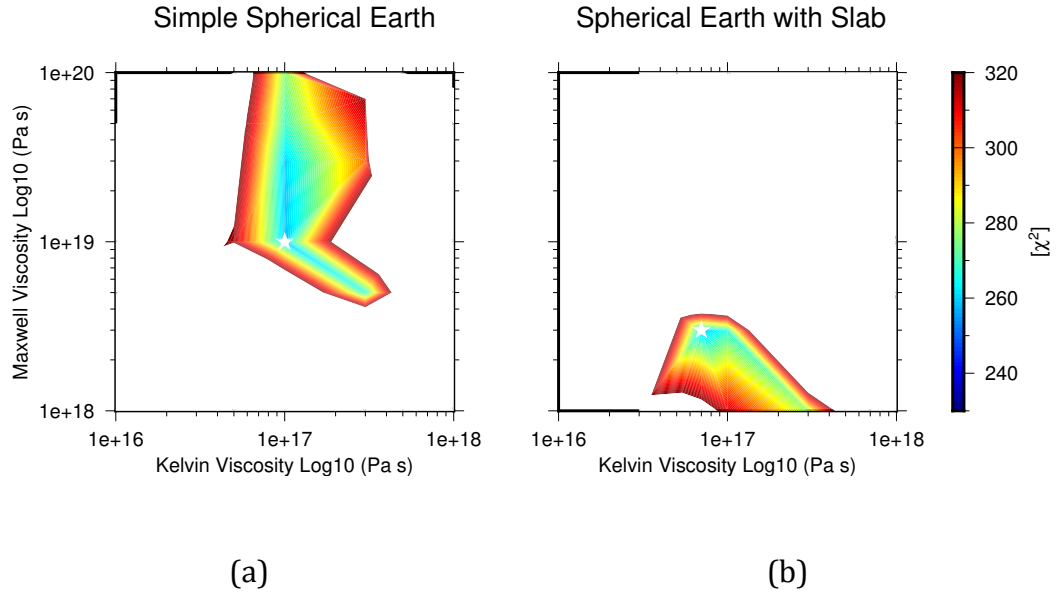 Simple Spherical Earth
Spherical Earth with Slab
1e+20
1e+19
1e+18
Maxwell Viscosity Log10 (Pa s)
1e+16 1e+17 1e+18
Kelvin Viscosity Log10 (Pa s)
1e+16 1e+17 1e+18
Kelvin Viscosity Log10 (Pa s)
320
300
280
260
240
[χ²]
(a)
(b)